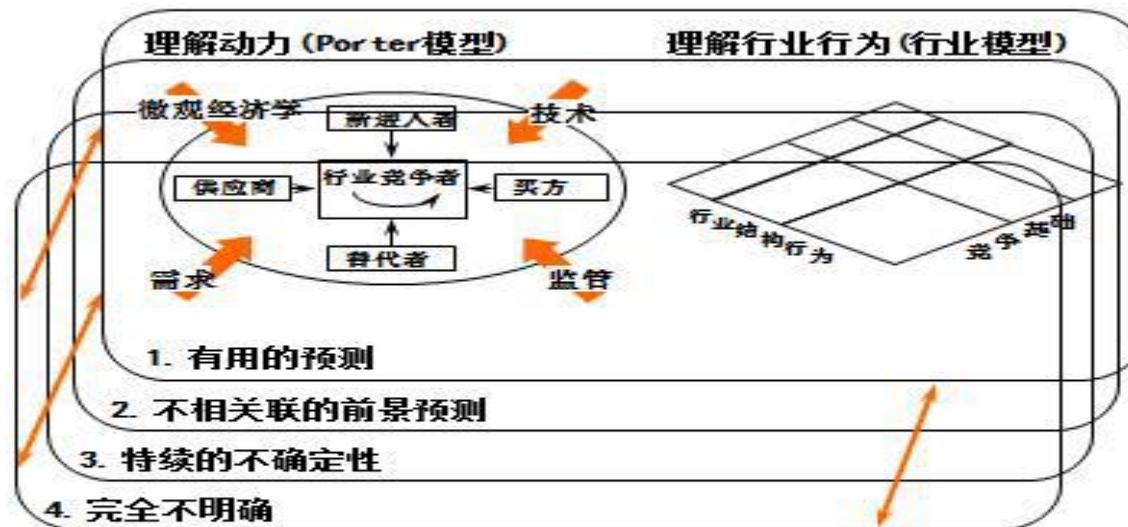 理解动力(Porter模型)
理解行业行为(行业模型)
微观经济学
技术
新进入者
供应商
行业竞争者
买方
替代者
需求
监管
行业结构行为
竞争基础
1. 有用的预测
2. 不相关联的前景预测
3. 持续的不确定性
4. 完全不明确